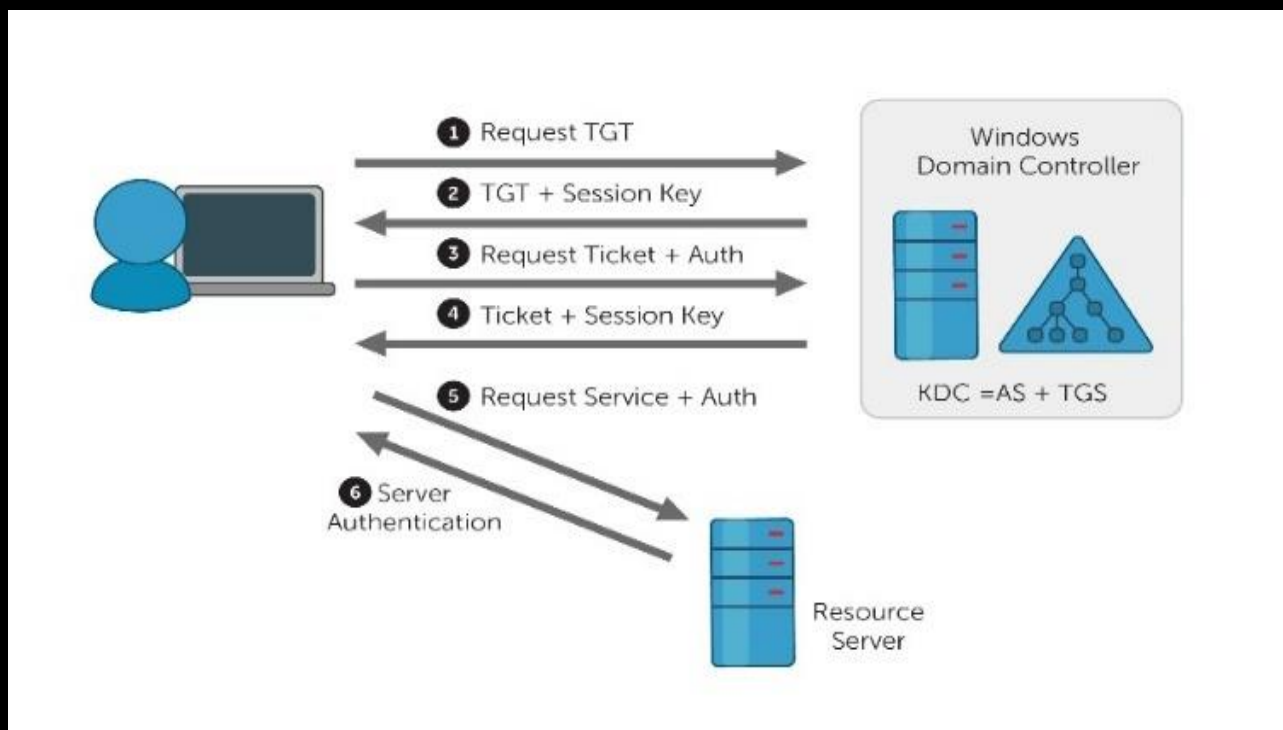 1 Request TGT
2 TGT + Session Key
3 Request Ticket + Auth
4 Ticket + Session Key
5 Request Service + Auth
6 Server
Authentication
Windows
Domain Controller
KDC =AS + TGS
Resource
Server